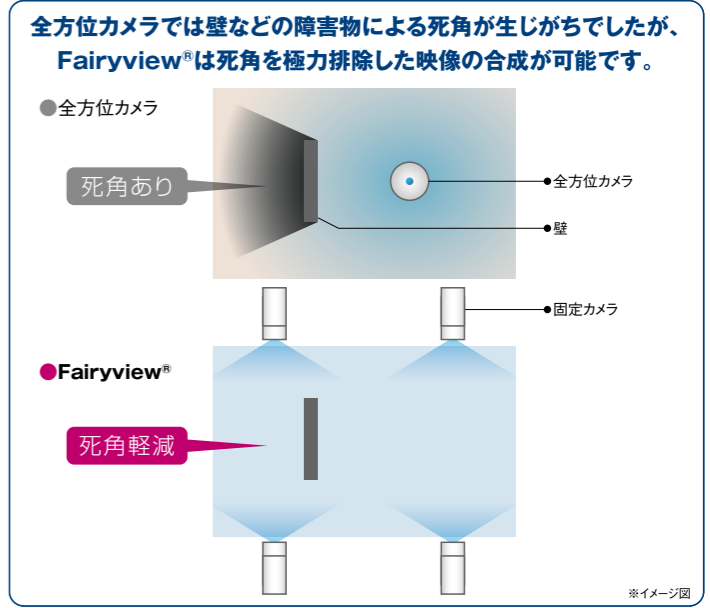 全方位カメラでは壁などの障害物による死角が生じがちでしたが、
Fairyview®は死角を極力排除した映像の合成が可能です。
●全方位カメラ
死角あり
全方位カメラ
壁
固定カメラ
●Fairyview®
死角軽減
※イメージ図